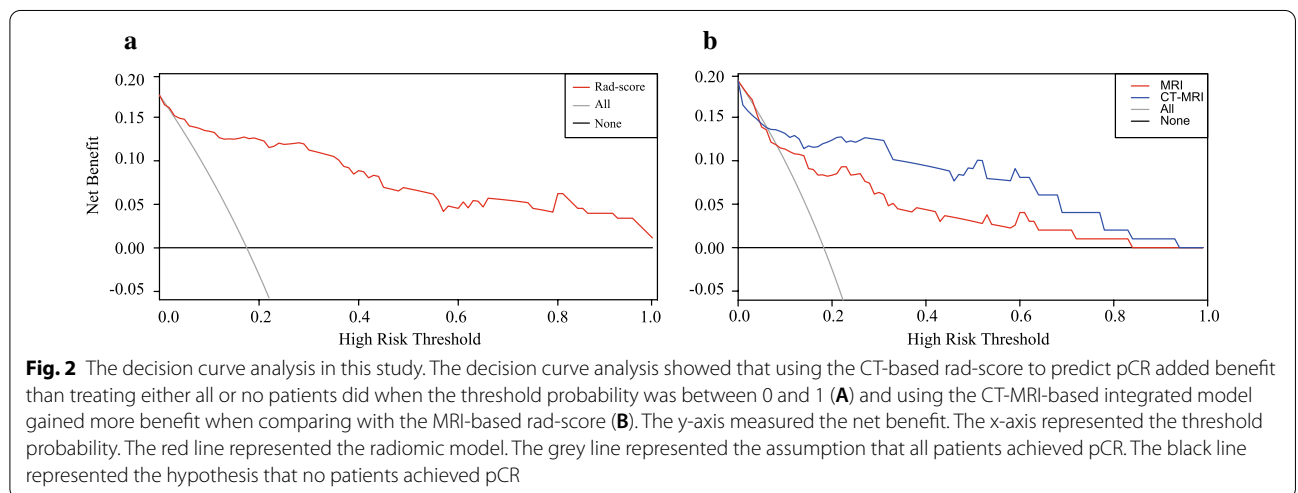 a
0.20
0.15
0.10
0.05
0.00
-0.05
Net Benefit
Rad-score
All
None
0.0 0.2 0.4 0.6 0.8 1.0
High Risk Threshold
b
0.20
0.15
0.10
0.05
0.00
-0.05
MRI
CT-MRI
All
None
0.0 0.2 0.4 0.6 0.8 1.0
High Risk Threshold
Fig. 2 The decision curve analysis in this study. The decision curve analysis showed that using the CT-based rad-score to predict pCR added benefit
than treating either all or no patients did when the threshold probability was between 0 and 1 (A) and using the CT-MRI-based integrated model
gained more benefit when comparing with the MRI-based rad-score (B). The y-axis measured the net benefit. The x-axis represented the threshold
probability. The red line represented the radiomic model. The grey line represented the assumption that all patients achieved pCR. The black line
represented the hypothesis that no patients achieved pCR